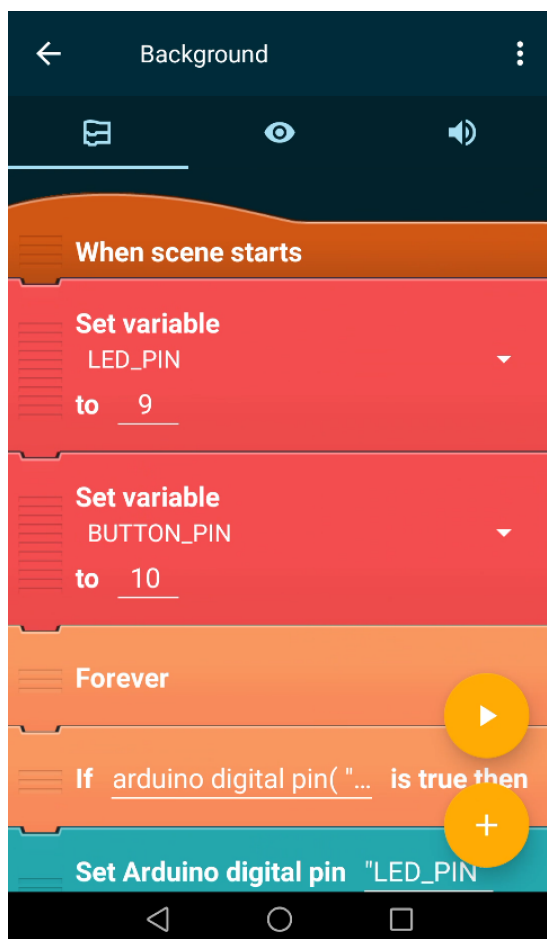 Background
When scene starts
Set variable
LED_PIN
to 9
Set variable
BUTTON_PIN
to 10
Forever
If arduino digital pin( "... is true then
Set Arduino digital pin "LED_PIN